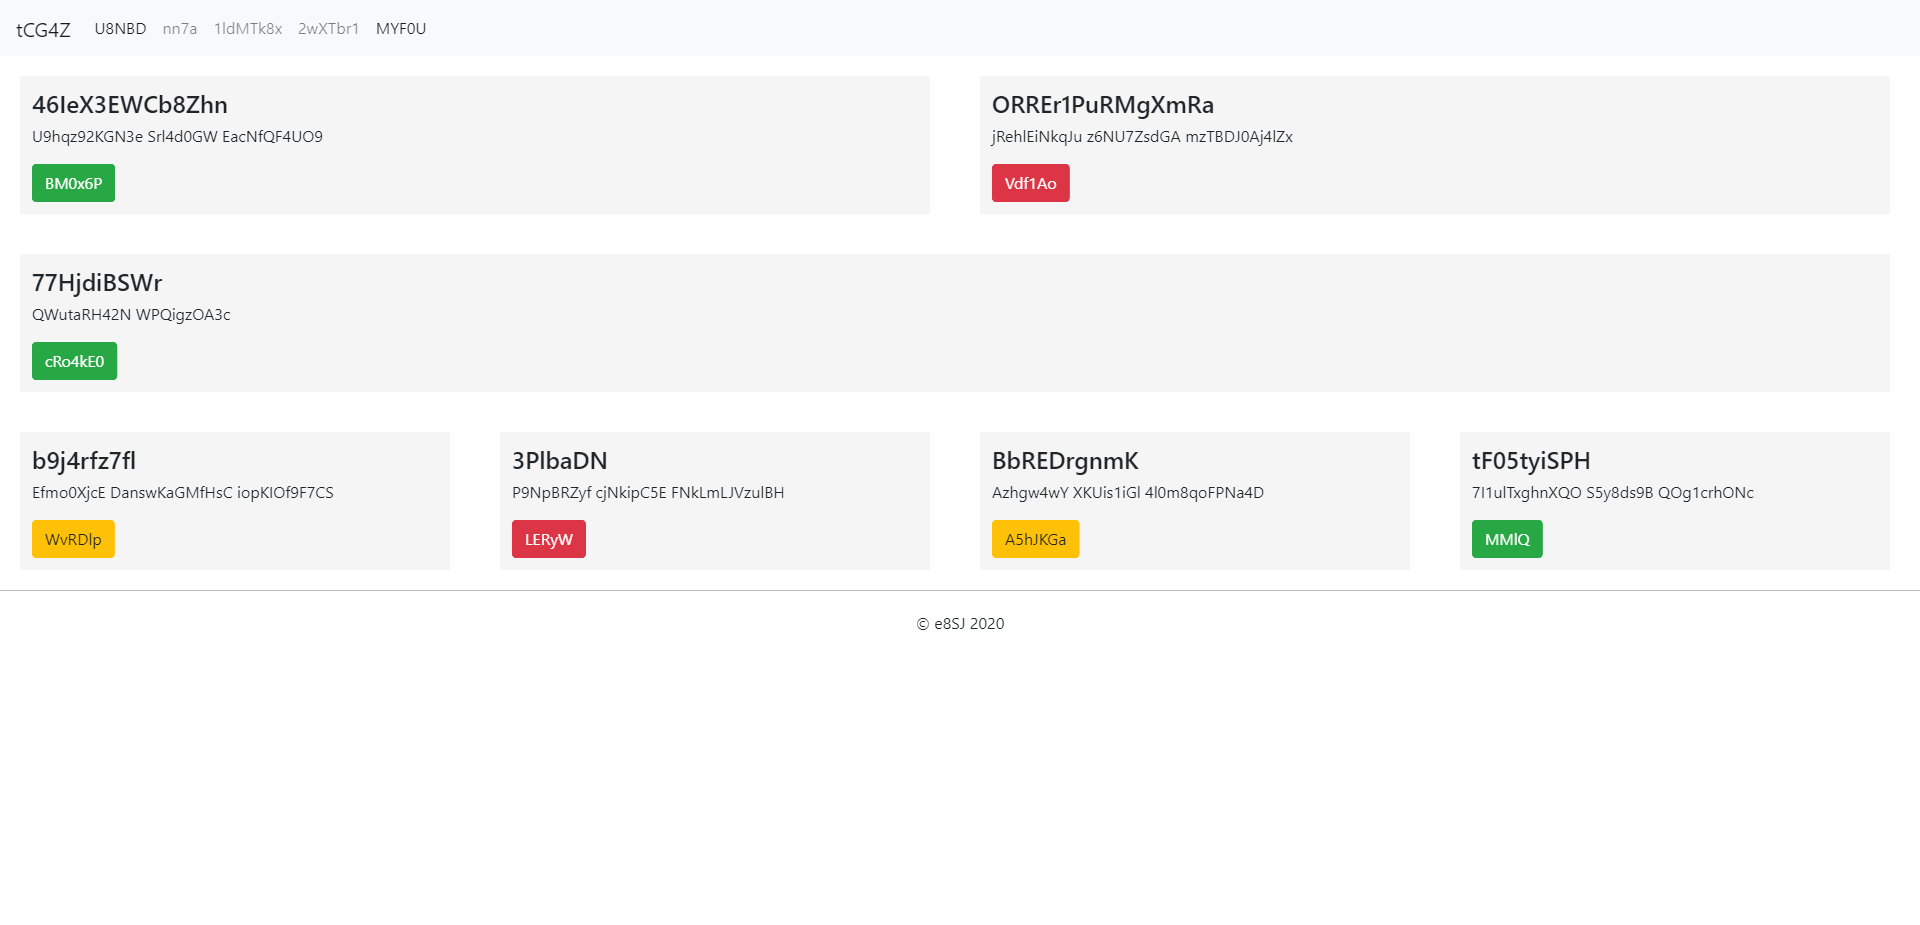 tCG4Z U8NBD nn7a 1ldMTk8x 2wXTbr1 MYF0U
46IeX3EWCb8Zhn
U9hqz92KGN3e Srl4d0GW EacNfQF4UO9
BM0x6P
ORREr1PuRMgXmRa
jRehlEiNkqJu z6NU7ZsdGA mzTBDJ0Aj4lZx
Vdf1Ao
77HjdiBSWr
QWutaRH42N WPQigzOA3c
cRo4kE0
b9j4rfz7fl
Efmo0XjcE DanswKaGMfHsC iopKIOf9F7CS
WvRDlp
3PlbaDN
P9NpBRZyf cjNkipC5E FNkLmLJVzulBH
LERyW
BbREDrgnmK
Azhgw4wY XKUis1iGl 4l0m8qoFPNa4D
A5hJKGa
tF05tyiSPH
7I1ulTxghnXQO S5y8ds9B QOg1crhONc
MMlQ
© e8SJ 2020